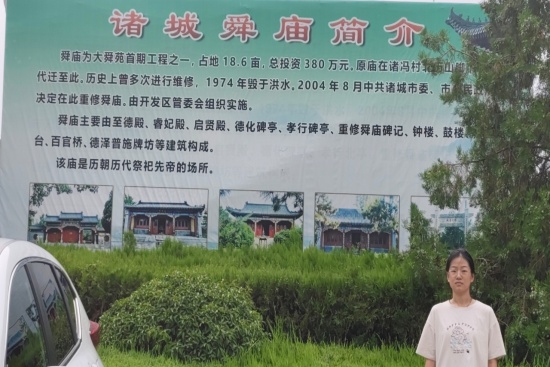 诸城舜庙简介
舜庙为大舜苑首期工程之一，占地18.6亩，总投资380万元，原庙在诸冯村北
代迁至此，历史上曾多次进行维修，1974年毁于洪水，2004年8月中共诸城市委、市
决定在此重修舜庙，由开发区管委会组织实施。
舜庙主要由至德殿、睿妃殿、启贤殿、德化碑亭、孝行碑亭、重修舜庙碑记、钟楼、鼓楼
台、百官桥、德泽普施牌坊等建筑构成。
该庙是历朝历代祭祀先帝的场所。